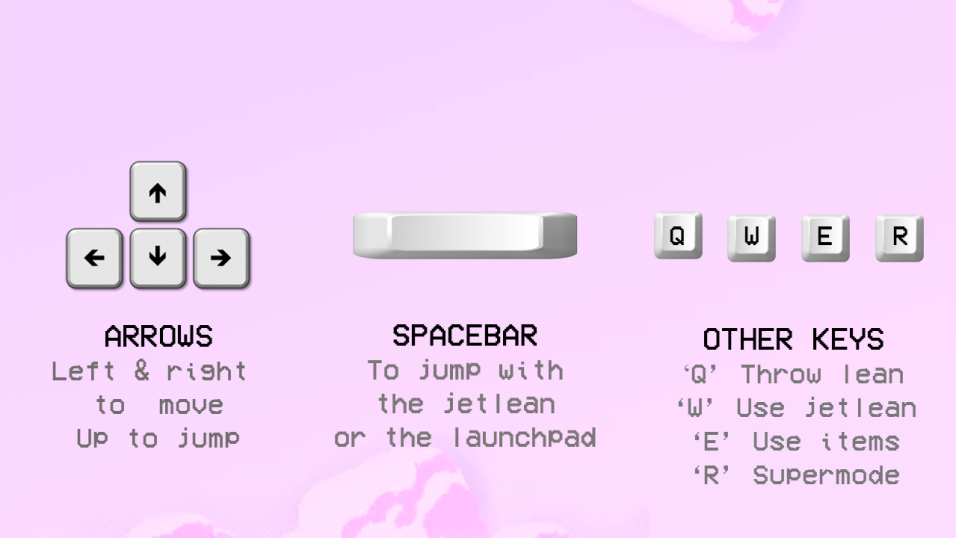 ↑
← ↓ →
Q W E R
ARROWS
Left & right
to move
Up to jump
SPACEBAR
To jump with
the jetlean
or the launchpad
OTHER KEYS
‘Q’ Throw lean
‘W’ Use jetlean
‘E’ Use items
‘R’ Supermode